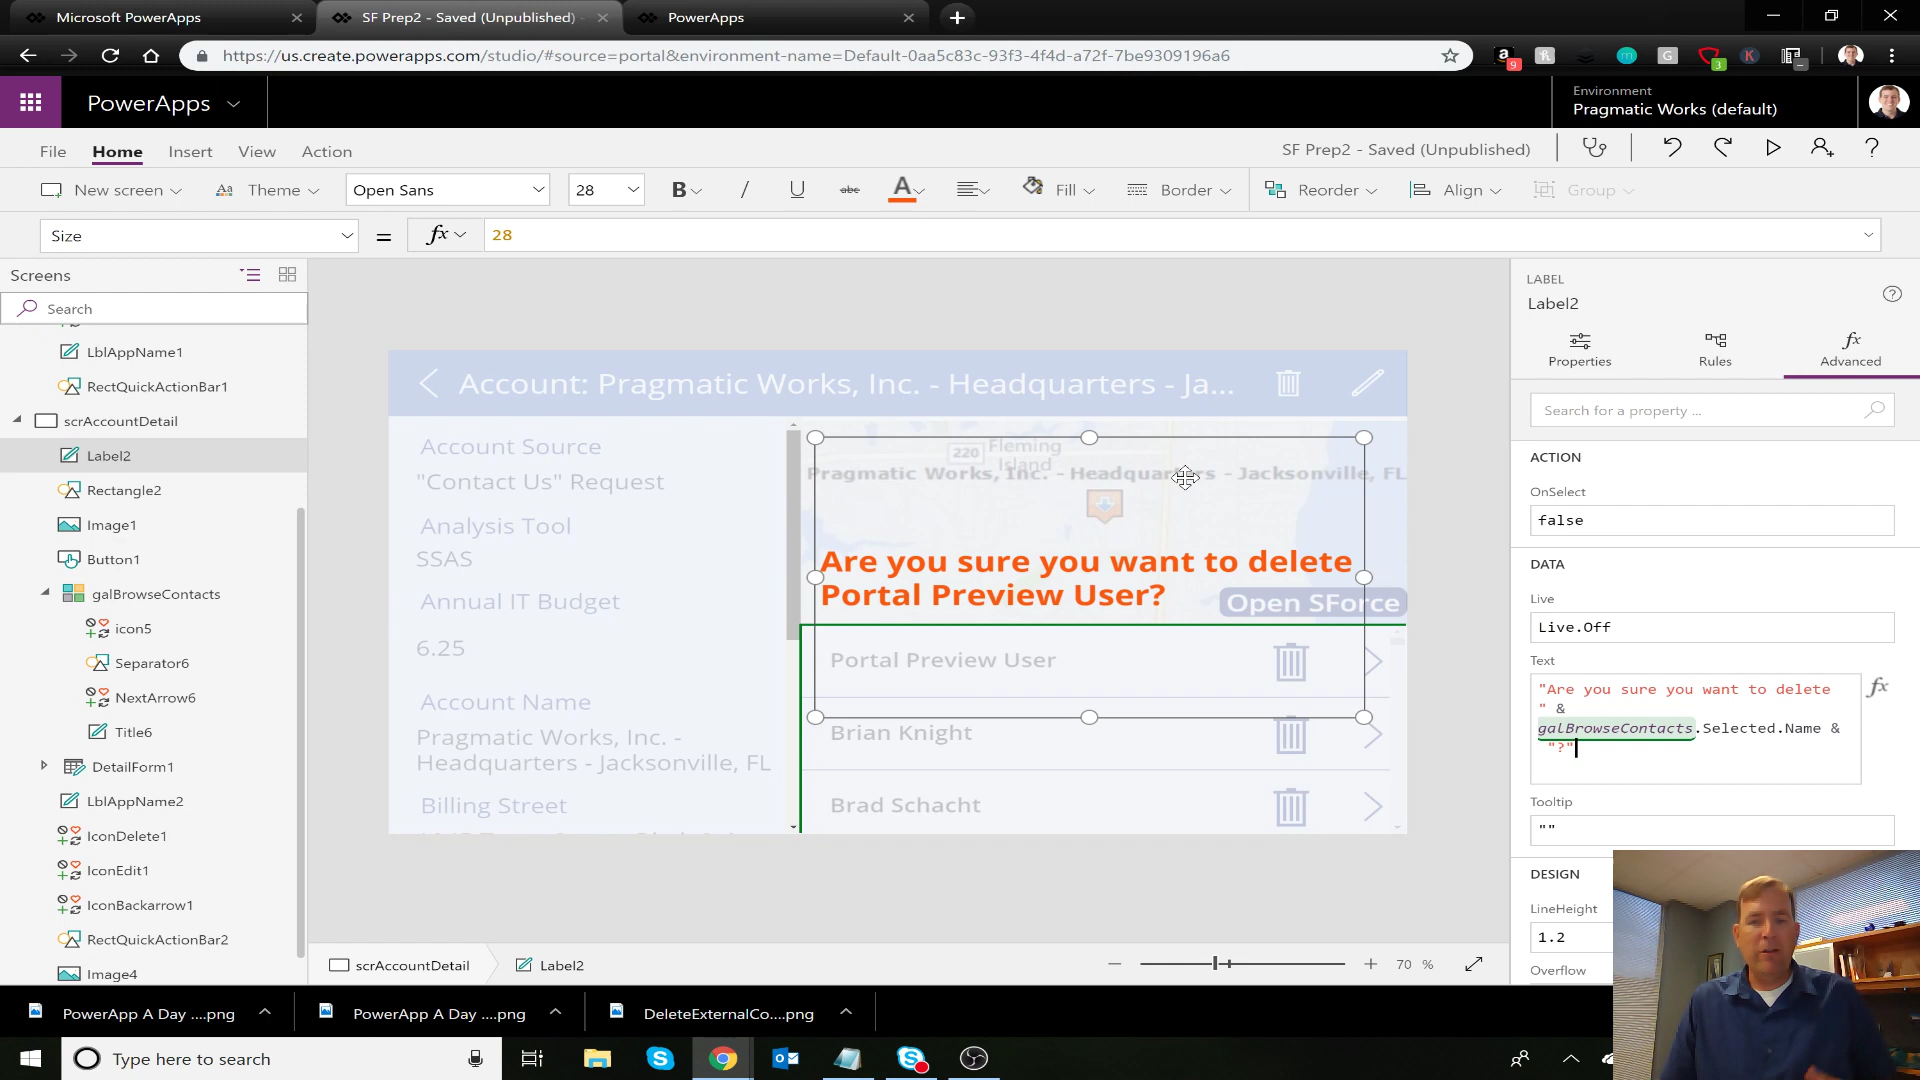 Microsoft PowerApps
SF Prep2 - Saved (Unpublished) -
PowerApps
https://us.create.powerapps.com/studio/#source=portal&environment-name=Default-0aa5c83c-93f3-4f4d-a72f-7be9309196a6
a
9
m
G
3
K
PowerApps
Environment
Pragmatic Works (default)
File
Home
Insert
View
Action
SF Prep2 - Saved (Unpublished)
New screen
Theme
Open Sans
28
B
I
U
abc
A
Fill
Border
Reorder
Align
Group
Size
=
fx
28
Screens
Search
LblAppName1
RectQuickActionBar1
scrAccountDetail
Label2
Rectangle2
Image1
Button1
galBrowseContacts
icon5
Separator6
NextArrow6
Title6
DetailForm1
LblAppName2
IconDelete1
IconEdit1
IconBackarrow1
RectQuickActionBar2
Image4
Account: Pragmatic Works, Inc. - Headquarters - Ja...
Account Source
"Contact Us" Request
Analysis Tool
SSAS
Annual IT Budget
6.25
Account Name
Pragmatic Works, Inc. -
Headquarters - Jacksonville, FL
Billing Street
220
Fleming
Island
Pragmatic Works, Inc. - Headquarters - Jacksonville, FL
Are you sure you want to delete
Portal Preview User?
Open SForce
Portal Preview User
Brian Knight
Brad Schacht
scrAccountDetail
Label2
70 %
LABEL
Label2
Properties
Rules
fx
Advanced
Search for a property ...
ACTION
OnSelect
false
DATA
Live
Live.Off
Text
"Are you sure you want to delete
" &
galBrowseContacts.Selected.Name &
"?"
fx
Tooltip
""
DESIGN
LineHeight
1.2
Overflow
PowerApp A Day ....png
PowerApp A Day ....png
DeleteExternalCo....png
Type here to search